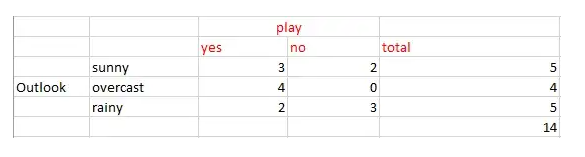 play
yes no total
sunny 3 2 5
Outlook overcast 4 0 4
rainy 2 3 5
14